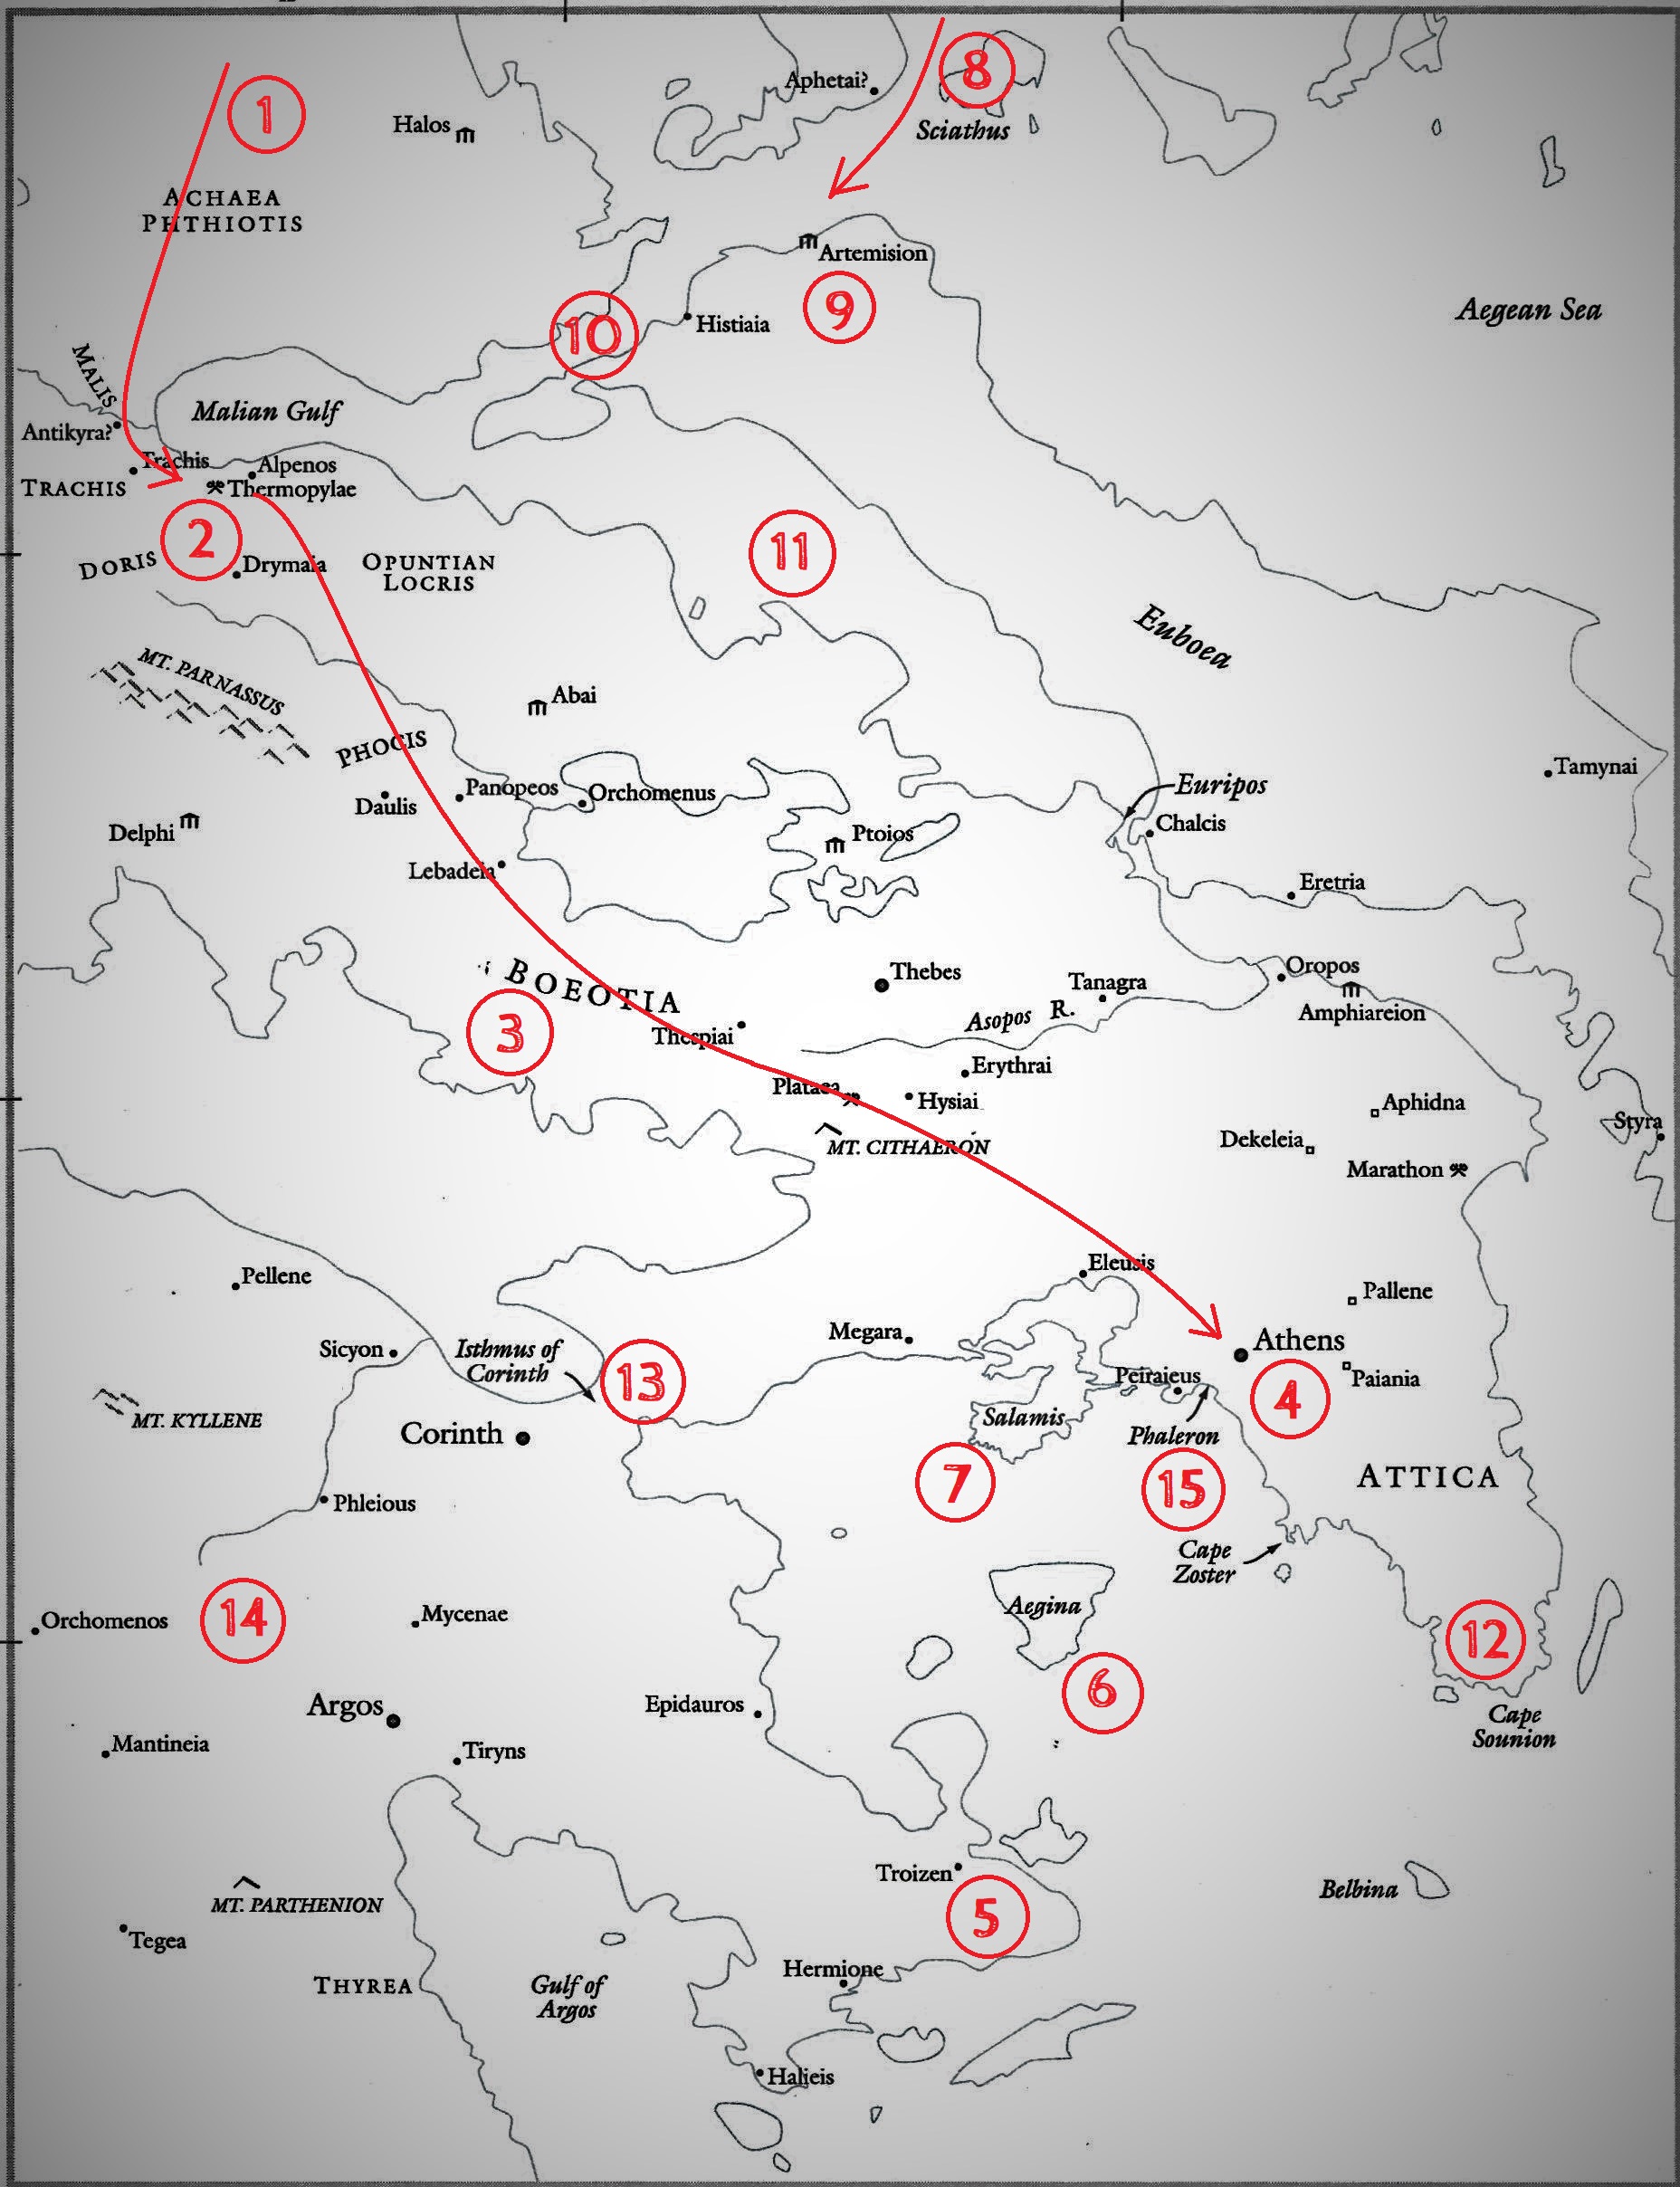 1
8
Aphetai?
Halos
Sciathus
ACHAEA
PHTHIOTIS
Artemision
9
Aegean Sea
10
Histiaia
MALIS
Malian Gulf
Antikyra?
Trachis
Alpenos
TRACHIS
Thermopylae
2
11
DORIS
Drymaia
OPUNTIAN
LOCRIS
Euboea
MT. PARNASSUS
Abai
PHOCIS
Tamynai
Euripos
Panopeos
Orchomenus
Daulis
Chalcis
Delphi
Ptoios
Lebadeia
Eretria
BOEOTIA
Thebes
Oropos
Tanagra
Amphiareion
Asopos R.
3
Thespiai
Erythrai
Plataea
Hysiai
Aphidna
Styra
MT. CITHAERON
Dekeleia
Marathon
Eleusis
Pellene
Pallene
Megara
Athens
Sicyon
Isthmus of
Corinth
13
Peiraieus
Paiania
4
MT. KYLLENE
Salamis
Corinth
Phaleron
7
15
ATTICA
Phleious
Cape
Zoster
Aegina
14
Orchomenos
Mycenae
12
6
Argos
Epidauros
Cape
Sounion
Mantineia
Tiryns
Troizen
Belbina
MT. PARTHENION
5
Tegea
Hermione
THYREA
Gulf of
Argos
Halieis